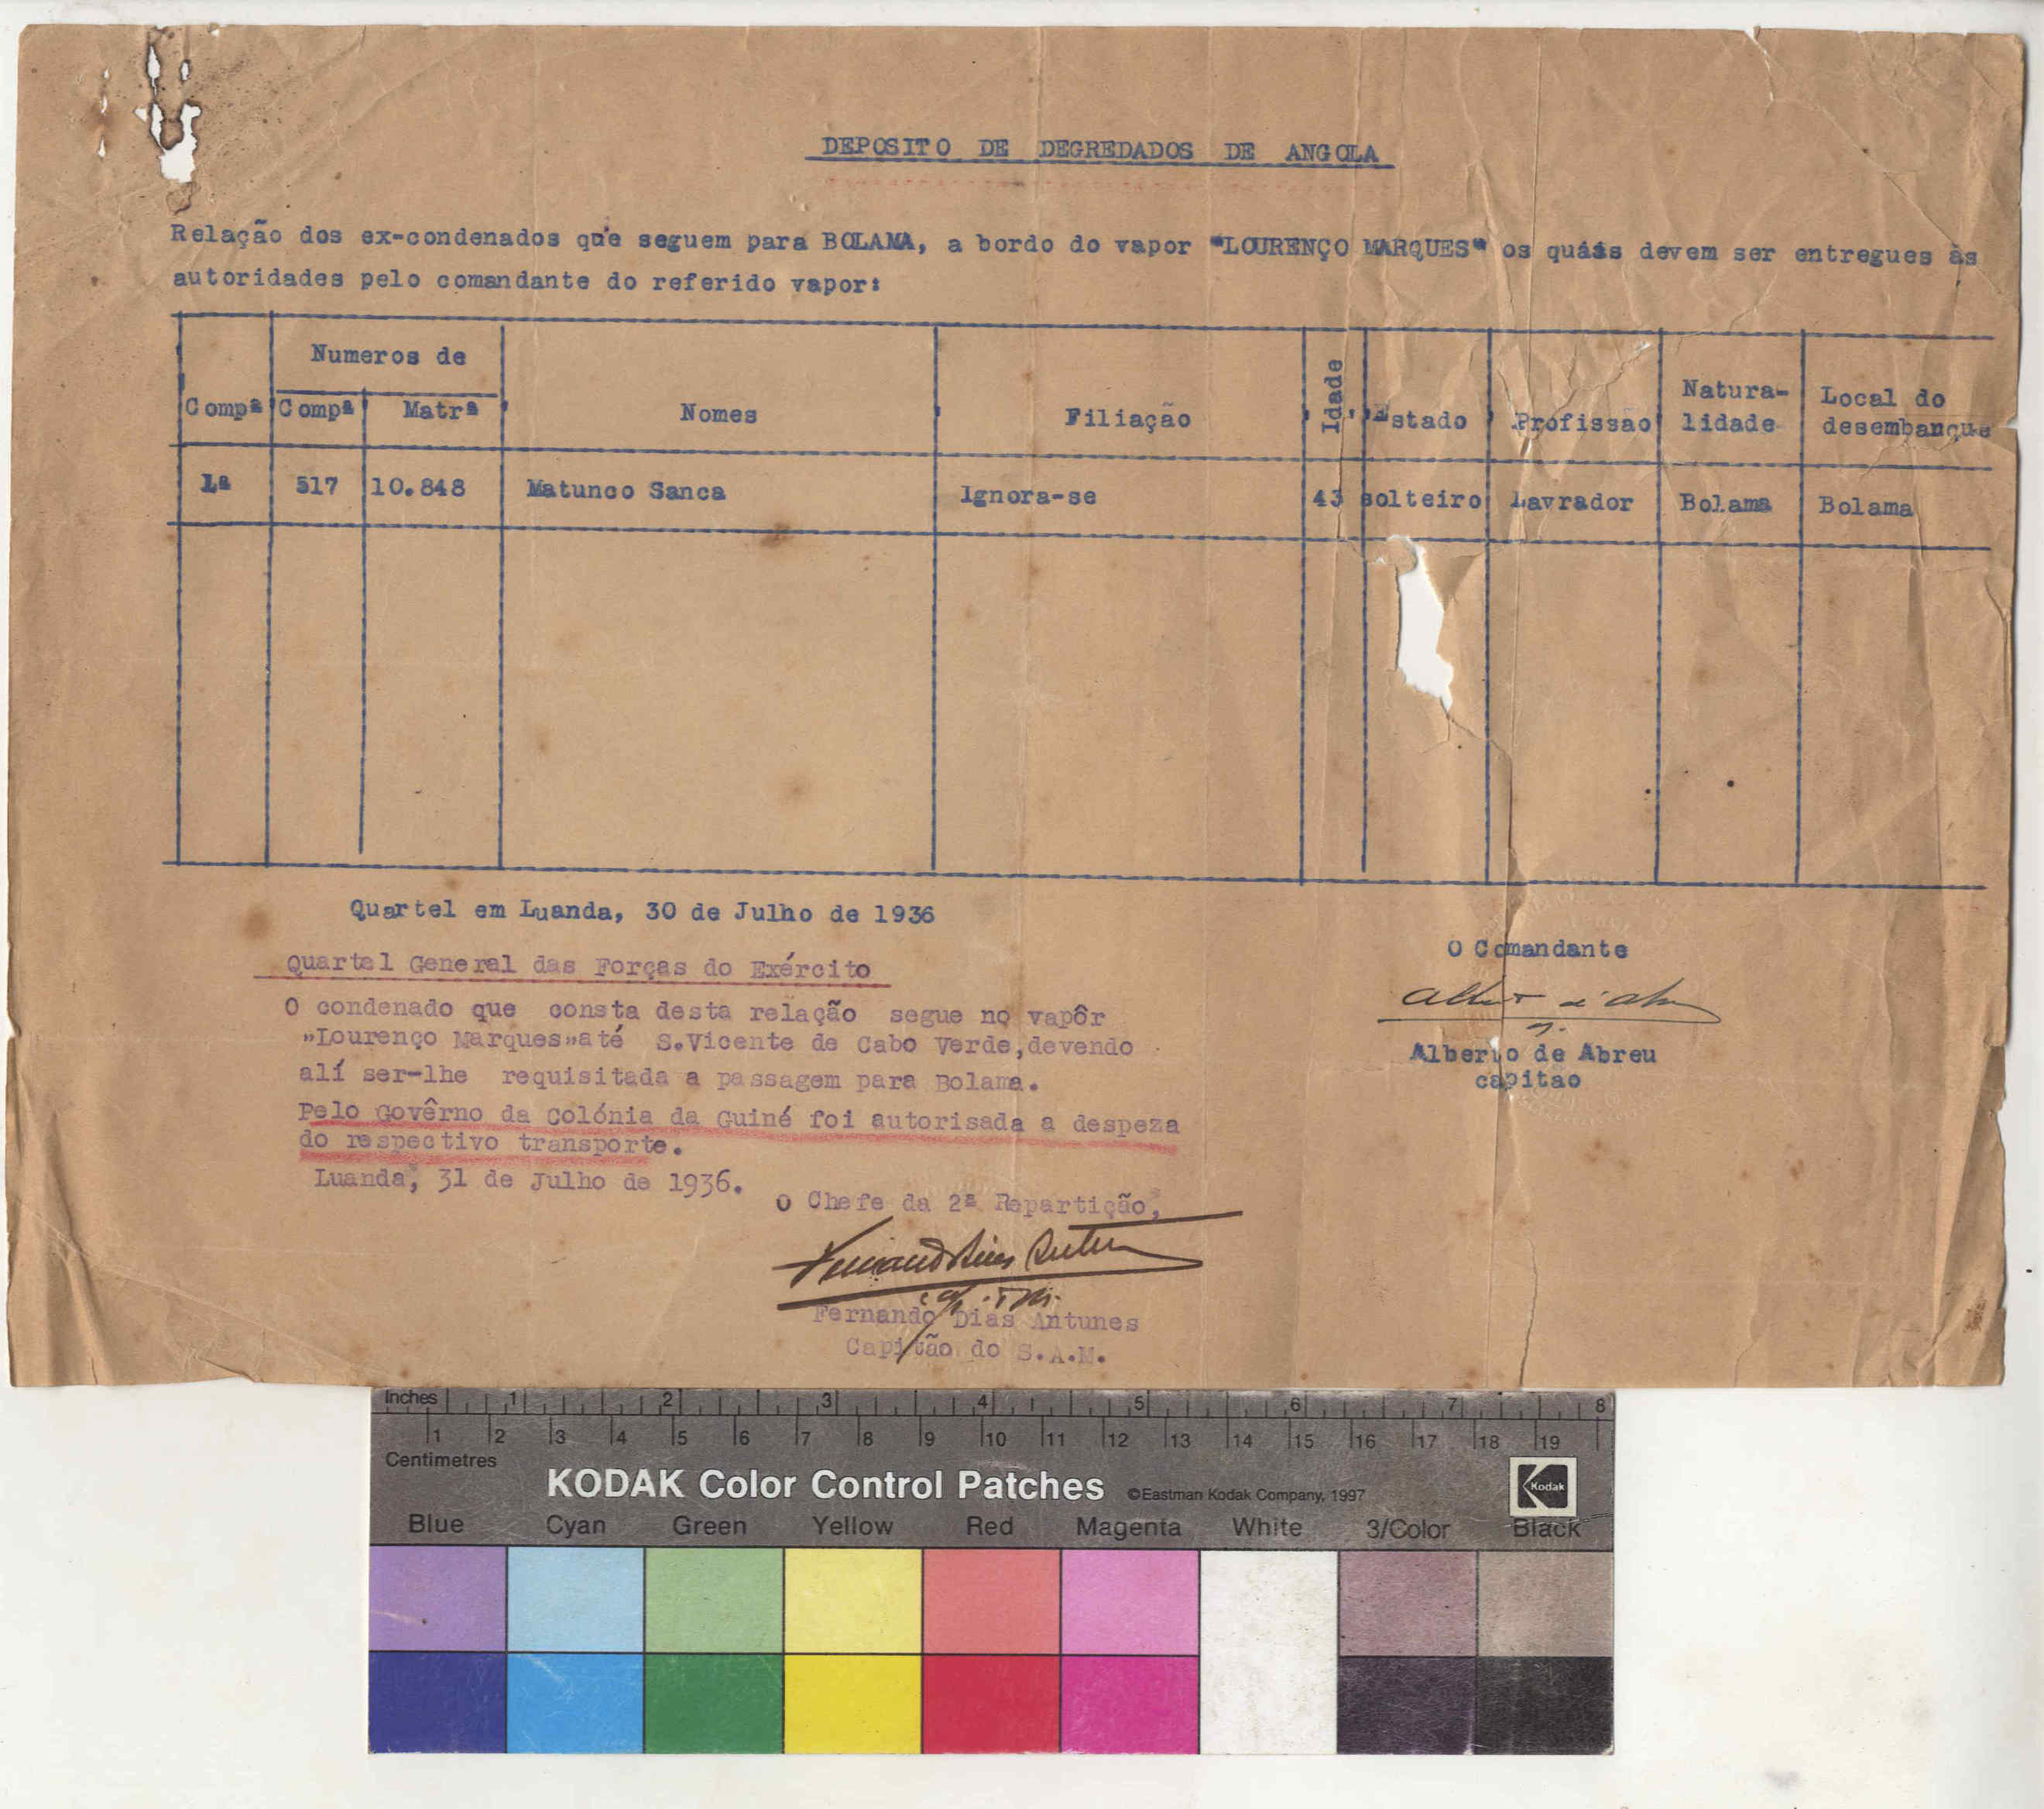 DEPOSITO DE DEGREDADOS DE ANGOLA
Relação dos ex-condenados que seguem para BOLAMA, a bordo do vapor "LOURENÇO MARQUES" os quáis devem ser entregues às
autoridades pelo comandante do referido vapor:
Compª
Numeros de
Compª Matrª
Nomes
Filiação
Idade
Estado
Profissão
Natura-
lidade
Local do
desembanque
1ª 517 10.848 Matunco Sanca Ignora-se 43 solteiro Lavrador Bolama Bolama
Quartel em Luanda, 30 de Julho de 1936
O Comandante
Alberto de Abreu
capitao
Quartel General das Forças do Exército
O condenado que consta desta relação segue no vapôr
"Lourenço Marques" até S.Vicente de Cabo Verde, devendo
alí ser-lhe requisitada a passagem para Bolama.
Pelo Govêrno da Colónia da Guiné foi autorisada a despeza
do respectivo transporte.
Luanda, 31 de Julho de 1936.
O Chefe da 2ª Repartição,
Fernando Dias Antunes
Capitão do S.A.M.
Inches 1 2 3 4 5 6 7 8
1 2 3 4 5 6 7 8 9 10 11 12 13 14 15 16 17 18 19
Centimetres
KODAK Color Control Patches ©Eastman Kodak Company, 1997 Kodak
Blue Cyan Green Yellow Red Magenta White 3/Color Black